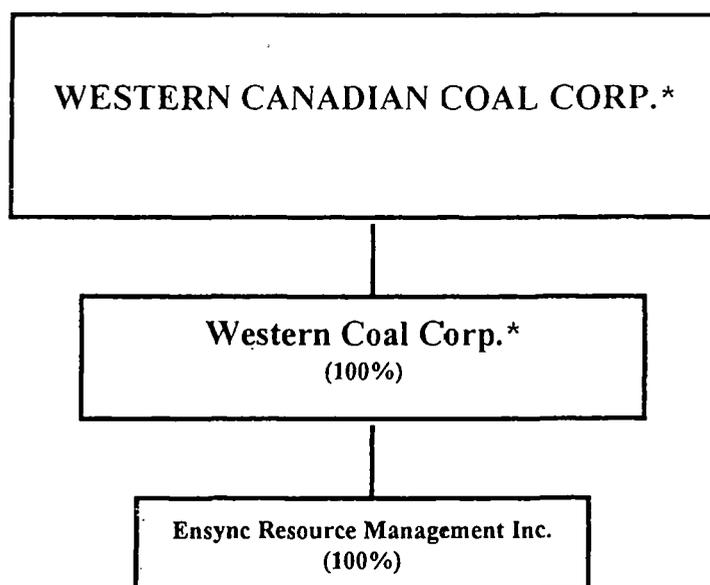 WESTERN CANADIAN COAL CORP.*
Western Coal Corp.*
(100%)
Ensync Resource Management Inc.
(100%)